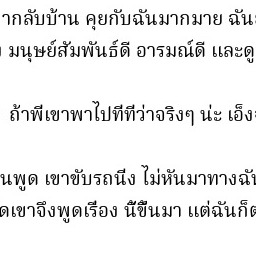 ากลับบ้าน คุยกับฉันมากมาย ฉัน
มนุษย์สัมพันธ์ดี อารมณ์ดี และดู
ถ้าพี่เขาพาไปที่ที่ว่าจริงๆ น่ะ เอ็ง
นพูด เขาขับรถนิ่ง ไม่หันมาทางฉัน
ดเขาจึงพูดเรื่อง นี้ขึ้นมา แต่ฉันก็ต